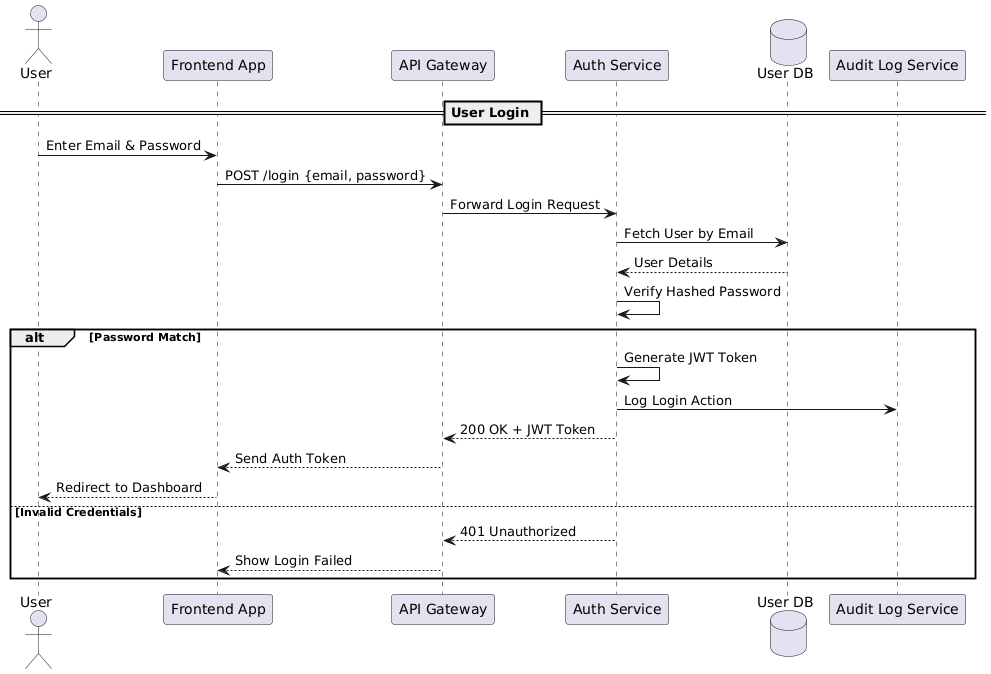 User
Frontend App
API Gateway
Auth Service
User DB
Audit Log Service
User Login
Enter Email & Password
POST /login {email, password}
Forward Login Request
Fetch User by Email
User Details
Verify Hashed Password
alt
[Password Match]
Generate JWT Token
Log Login Action
200 OK + JWT Token
Send Auth Token
Redirect to Dashboard
[Invalid Credentials]
401 Unauthorized
Show Login Failed
User
Frontend App
API Gateway
Auth Service
User DB
Audit Log Service